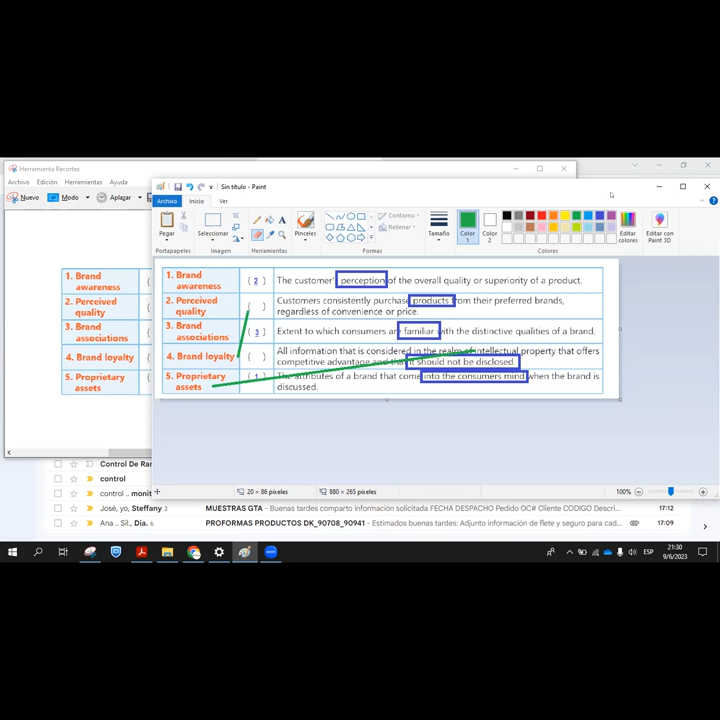 Herramienta Recortes
Archivo Edición Herramientas Ayuda
Nuevo Modo Aplazar
Sin título - Paint
Archivo Inicio Ver
Pegar
Seleccionar
Pinceles
Contorno
Rellenar
Tamaño
Color 1
Color 2
Editar colores
Editar con Paint 3D
Portapapeles Imagen Herramientas Formas Colores
1. Brand awareness (
2. Perceived quality (
3. Brand associations (
4. Brand loyalty (
5. Proprietary assets (
1. Brand awareness ( 2 ) The customer' perception of the overall quality or superiority of a product.
2. Perceived quality ( ) Customers consistently purchase products from their preferred brands, regardless of convenience or price.
3. Brand associations ( 3 ) Extent to which consumers are familiar with the distinctive qualities of a brand.
4. Brand loyalty ( ) All information that is considered in the realm of intellectual property that offers competitive advantage and that it should not be disclosed.
5. Proprietary assets ( 1 ) The attributes of a brand that come into the consumers mind when the brand is discussed.
20 × 86 píxeles 880 × 265 píxeles 100%
Control De Ran
control
control .. monit
José, yo, Steffany 3 MUESTRAS GTA - Buenas tardes comparto información solicitada FECHA DESPACHO Pedido OC# Cliente CODIGO Descri... 17:12
Ana .. Sil., Dia. 6 PROFORMAS PRODUCTOS DK_90708_90941 - Estimados buenas tardes: Adjunto información de flete y seguro para cad... 17:09
ESP 21:30
9/6/2023